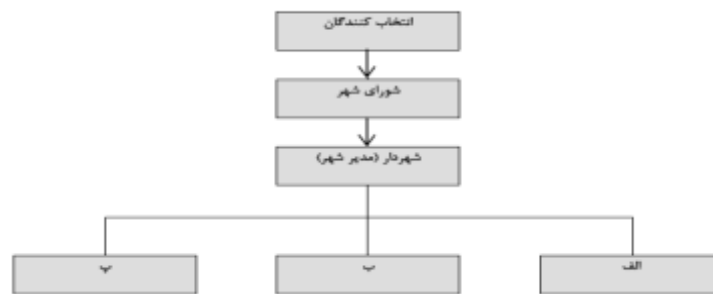 انتخاب کنندگان
شورای شهر
شهردار (مدیر شهر)
الف
ب
پ